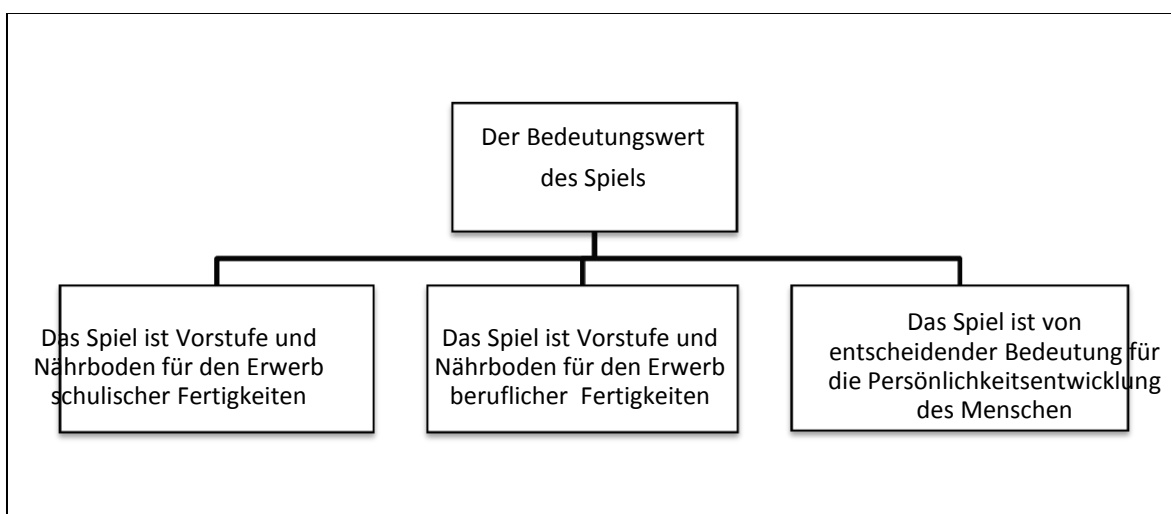 Der Bedeutungswert
des Spiels
Das Spiel ist Vorstufe und
Nährboden für den Erwerb
schulischer Fertigkeiten
Das Spiel ist Vorstufe und
Nährboden für den Erwerb
beruflicher Fertigkeiten
Das Spiel ist von
entscheidender Bedeutung für
die Persönlichkeitsentwicklung
des Menschen